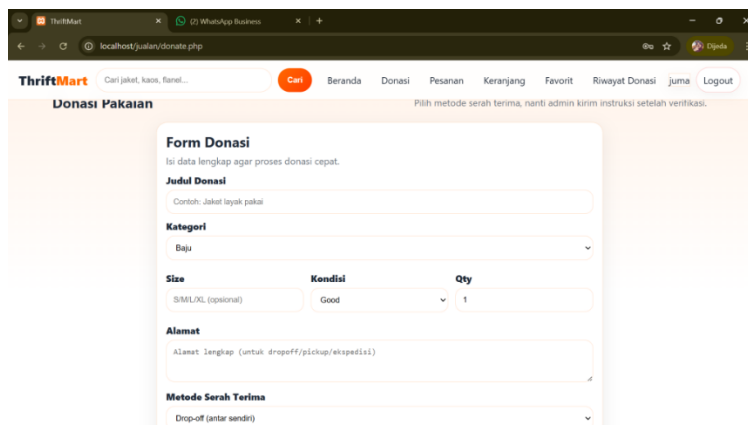 ThriftMart
(2) WhatsApp Business
localhost/jualan/donate.php
Dijeda
ThriftMart
Cari jaket, kaos, flanel...
Cari
Beranda
Donasi
Pesanan
Keranjang
Favorit
Riwayat Donasi
juma
Logout
Donasi Pakaian
Pilih metode serah terima, nanti admin kirim instruksi setelah verifikasi.
Form Donasi
Isi data lengkap agar proses donasi cepat.
Judul Donasi
Contoh: Jaket layak pakai
Kategori
Baju
Size Kondisi Qty
S/M/L/XL (opsional) Good 1
Alamat
Alamat lengkap (untuk dropoff/pickup/ekspedisi)
Metode Serah Terima
Drop-off (antar sendiri)